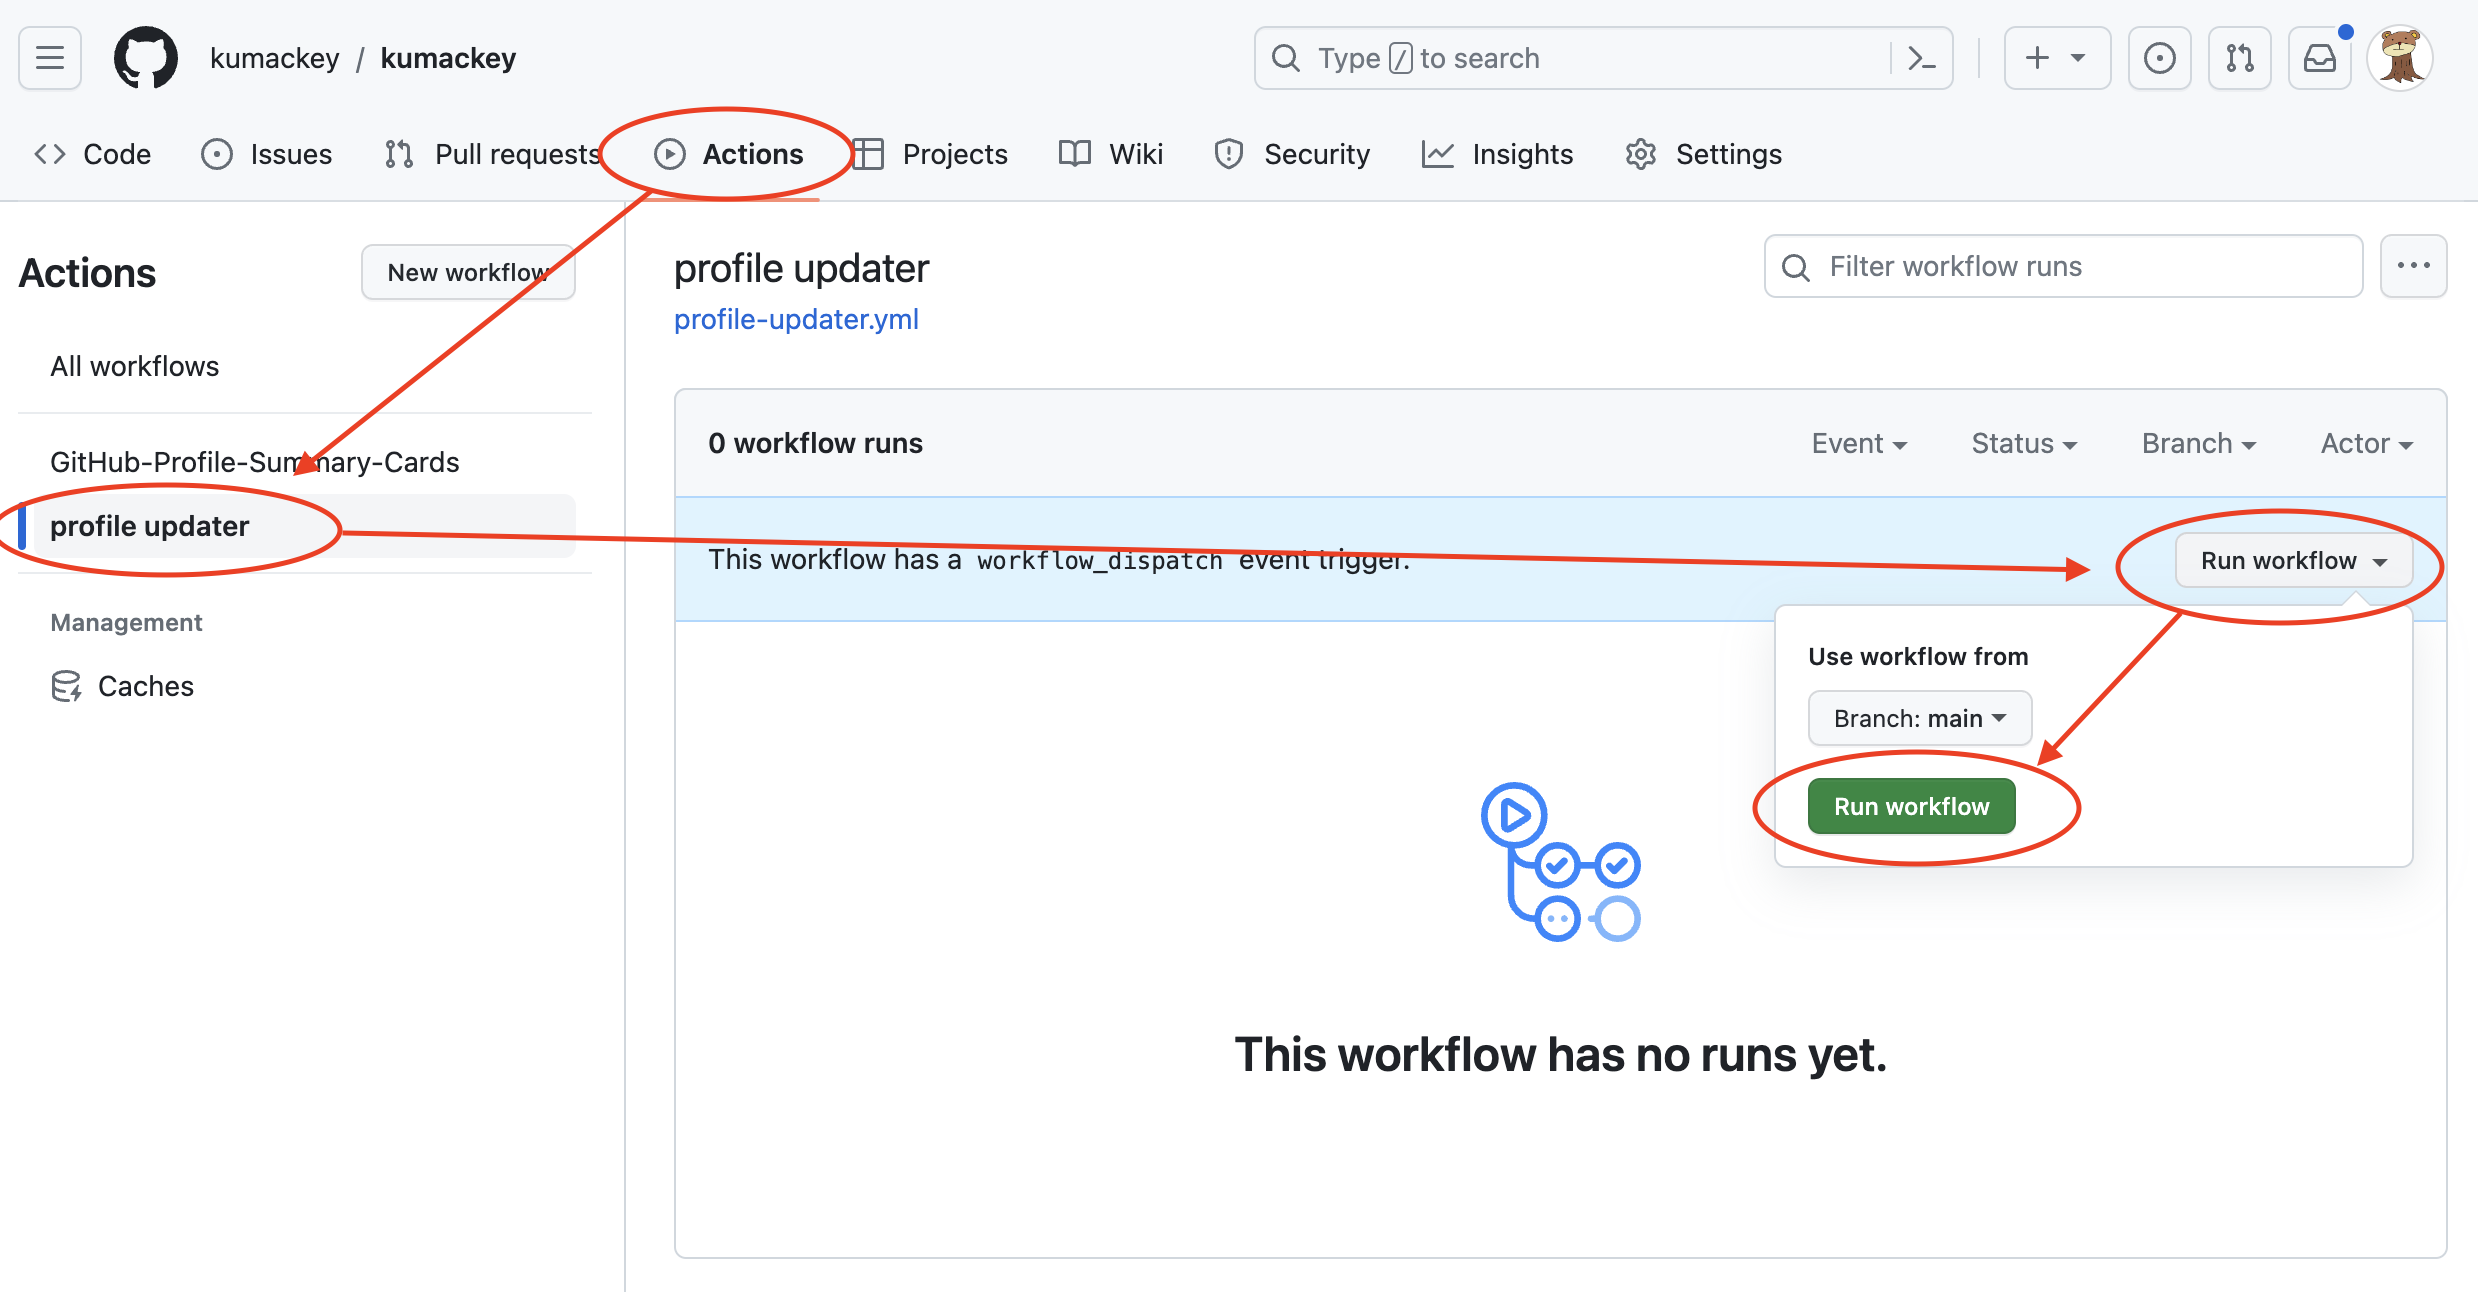 kumackey / kumackey
Type / to search
Code Issues Pull requests Actions Projects Wiki Security Insights Settings
Actions
New workflow
All workflows
GitHub-Profile-Summary-Cards
profile updater
Management
Caches
profile updater
profile-updater.yml
Filter workflow runs
0 workflow runs
Event Status Branch Actor
This workflow has a workflow_dispatch event trigger.
Run workflow
Use workflow from
Branch: main
Run workflow
This workflow has no runs yet.